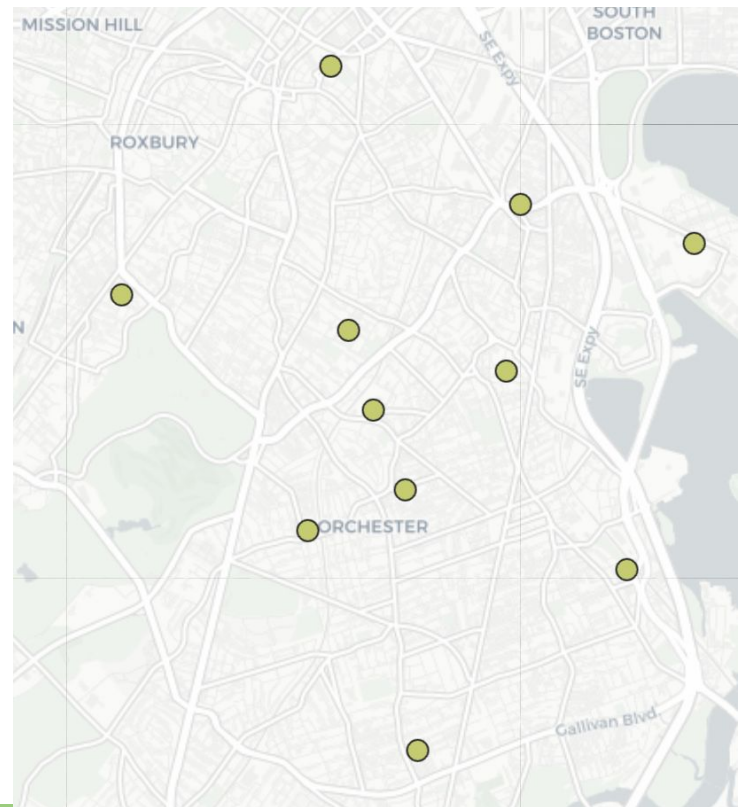 MISSION HILL
SOUTH
BOSTON
SE Expy
ROXBURY
N
SE Expy
ORCHESTER
Gallivan Blvd